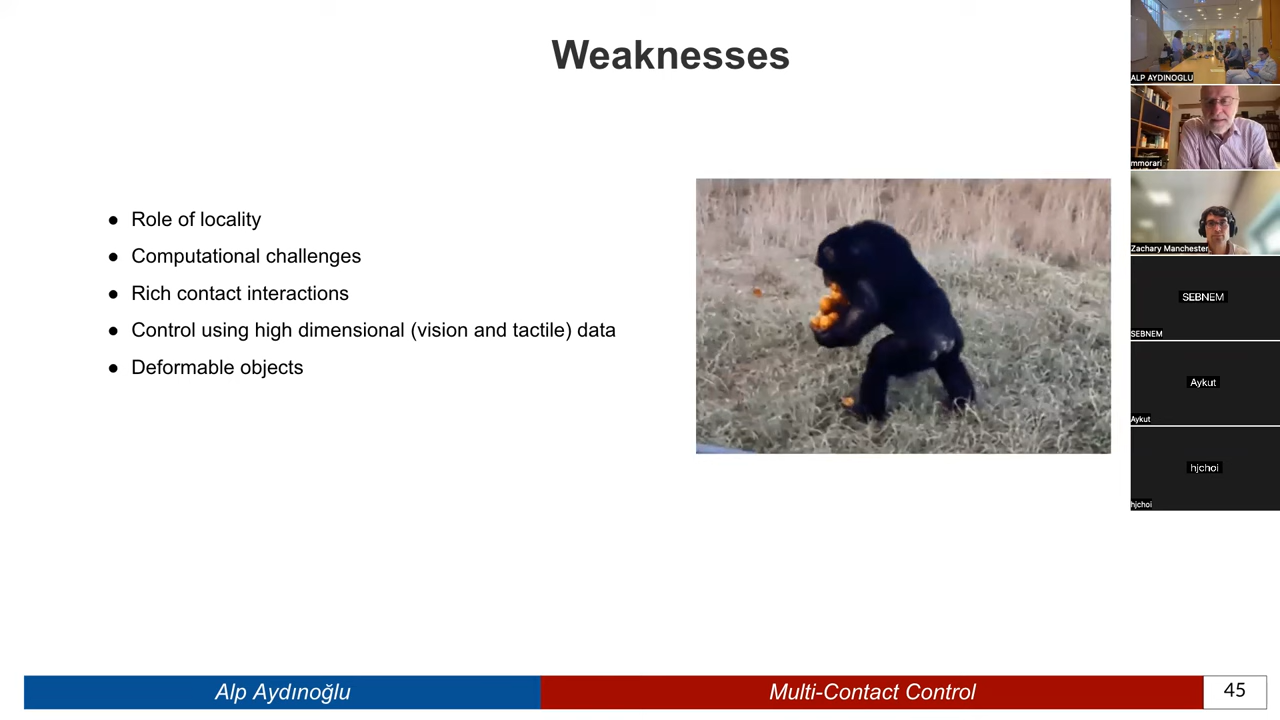 Weaknesses
● Role of locality
● Computational challenges
● Rich contact interactions
● Control using high dimensional (vision and tactile) data
● Deformable objects
Alp Aydınoğlu
Multi-Contact Control
45
ALP AYDINOGLU
mmorari
Zachary Manchester
SEBNEM
SEBNEM
Aykut
Aykut
hjchoi
hjchoi